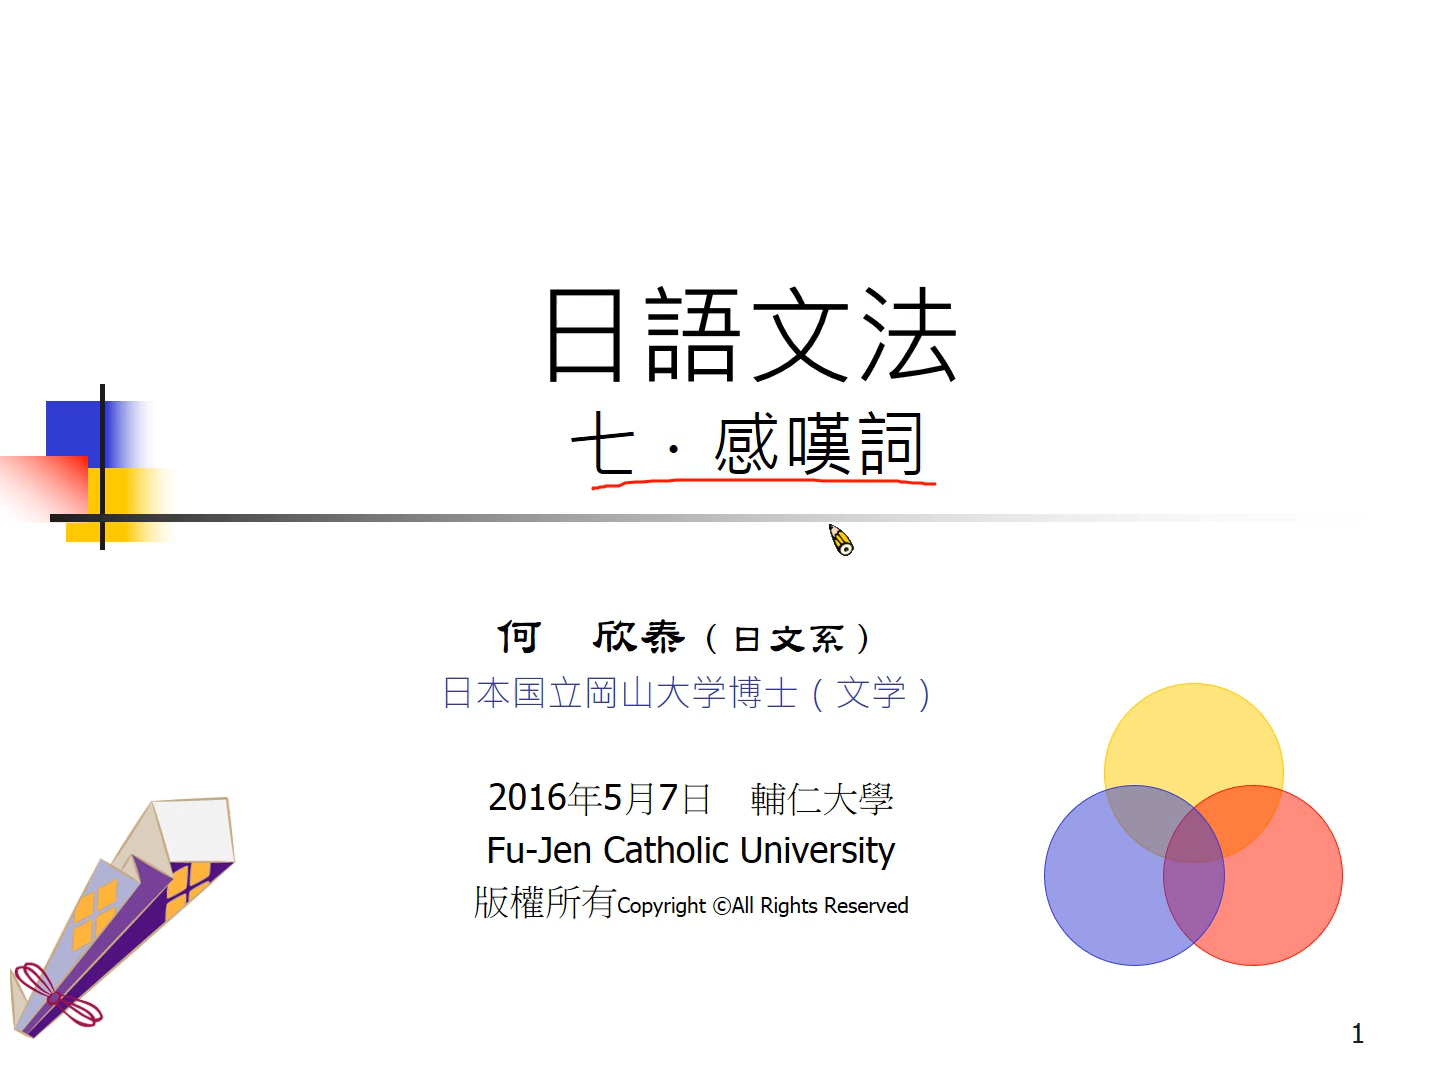 日語文法
七．感嘆詞
何　欣泰（日文系）
日本国立岡山大学博士（文学）
2016年5月7日　輔仁大學
Fu-Jen Catholic University
版權所有Copyright ©All Rights Reserved
1